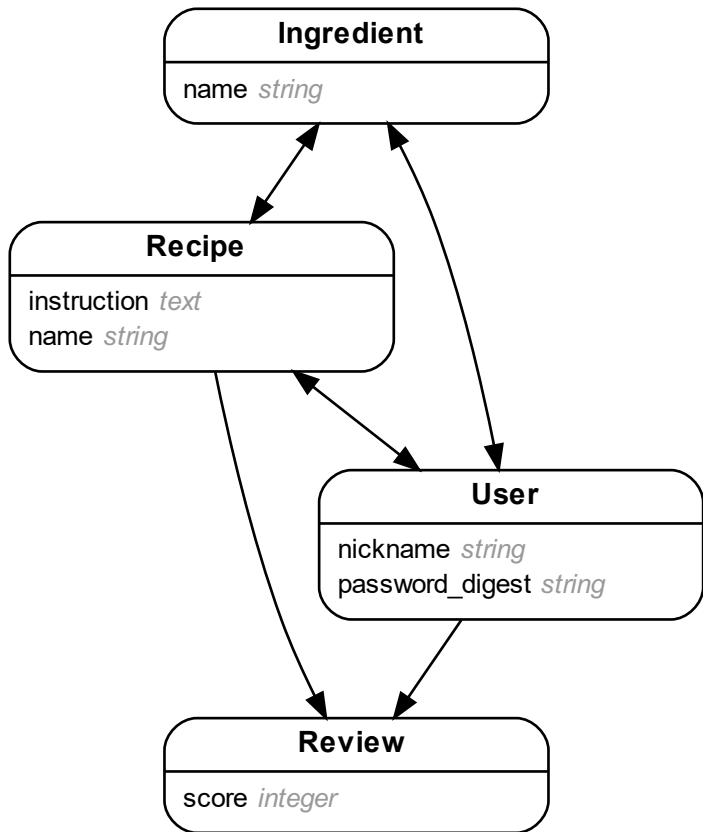 Ingredient
name string
Recipe
instruction text
name string
User
nickname string
password_digest string
Review
score integer